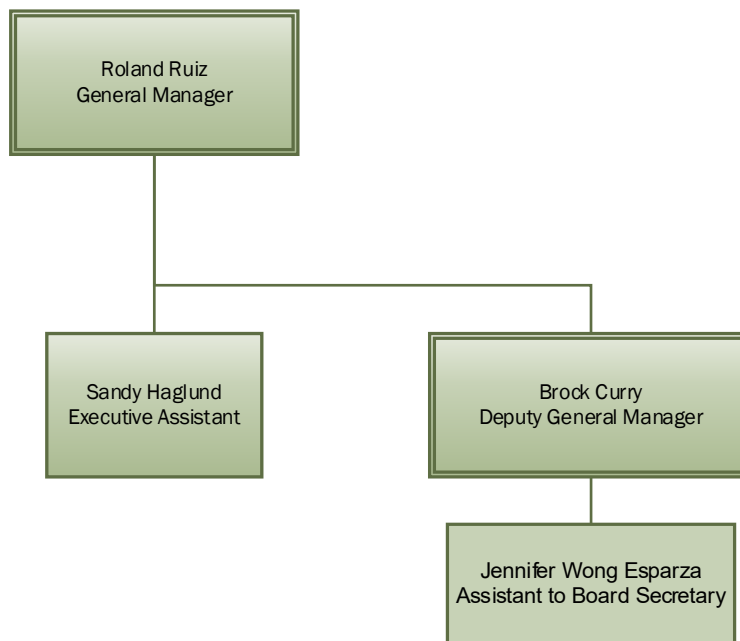 Roland Ruiz
General Manager
Sandy Haglund
Executive Assistant
Brock Curry
Deputy General Manager
Jennifer Wong Esparza
Assistant to Board Secretary